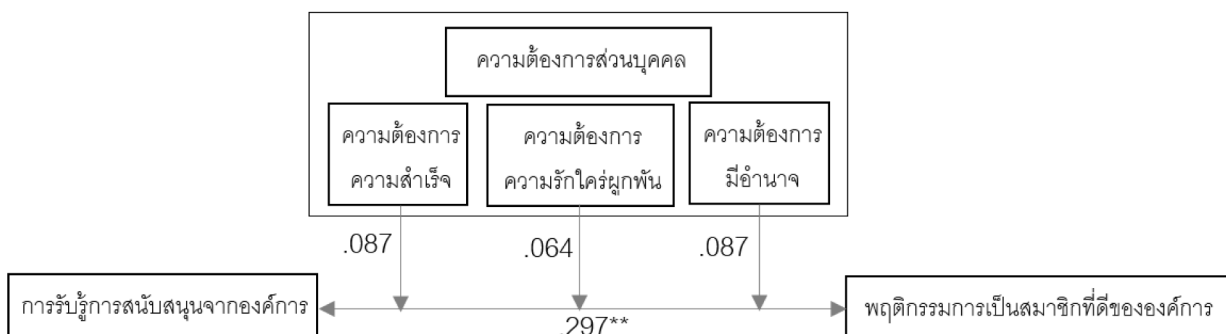 ความต้องการส่วนบุคคล
ความต้องการ
ความสำเร็จ
ความต้องการ
ความรักใคร่ผูกพัน
ความต้องการ
มีอำนาจ
.087
.064
.087
การรับรู้การสนับสนุนจากองค์การ
.297**
พฤติกรรมการเป็นสมาชิกที่ดีขององค์การ